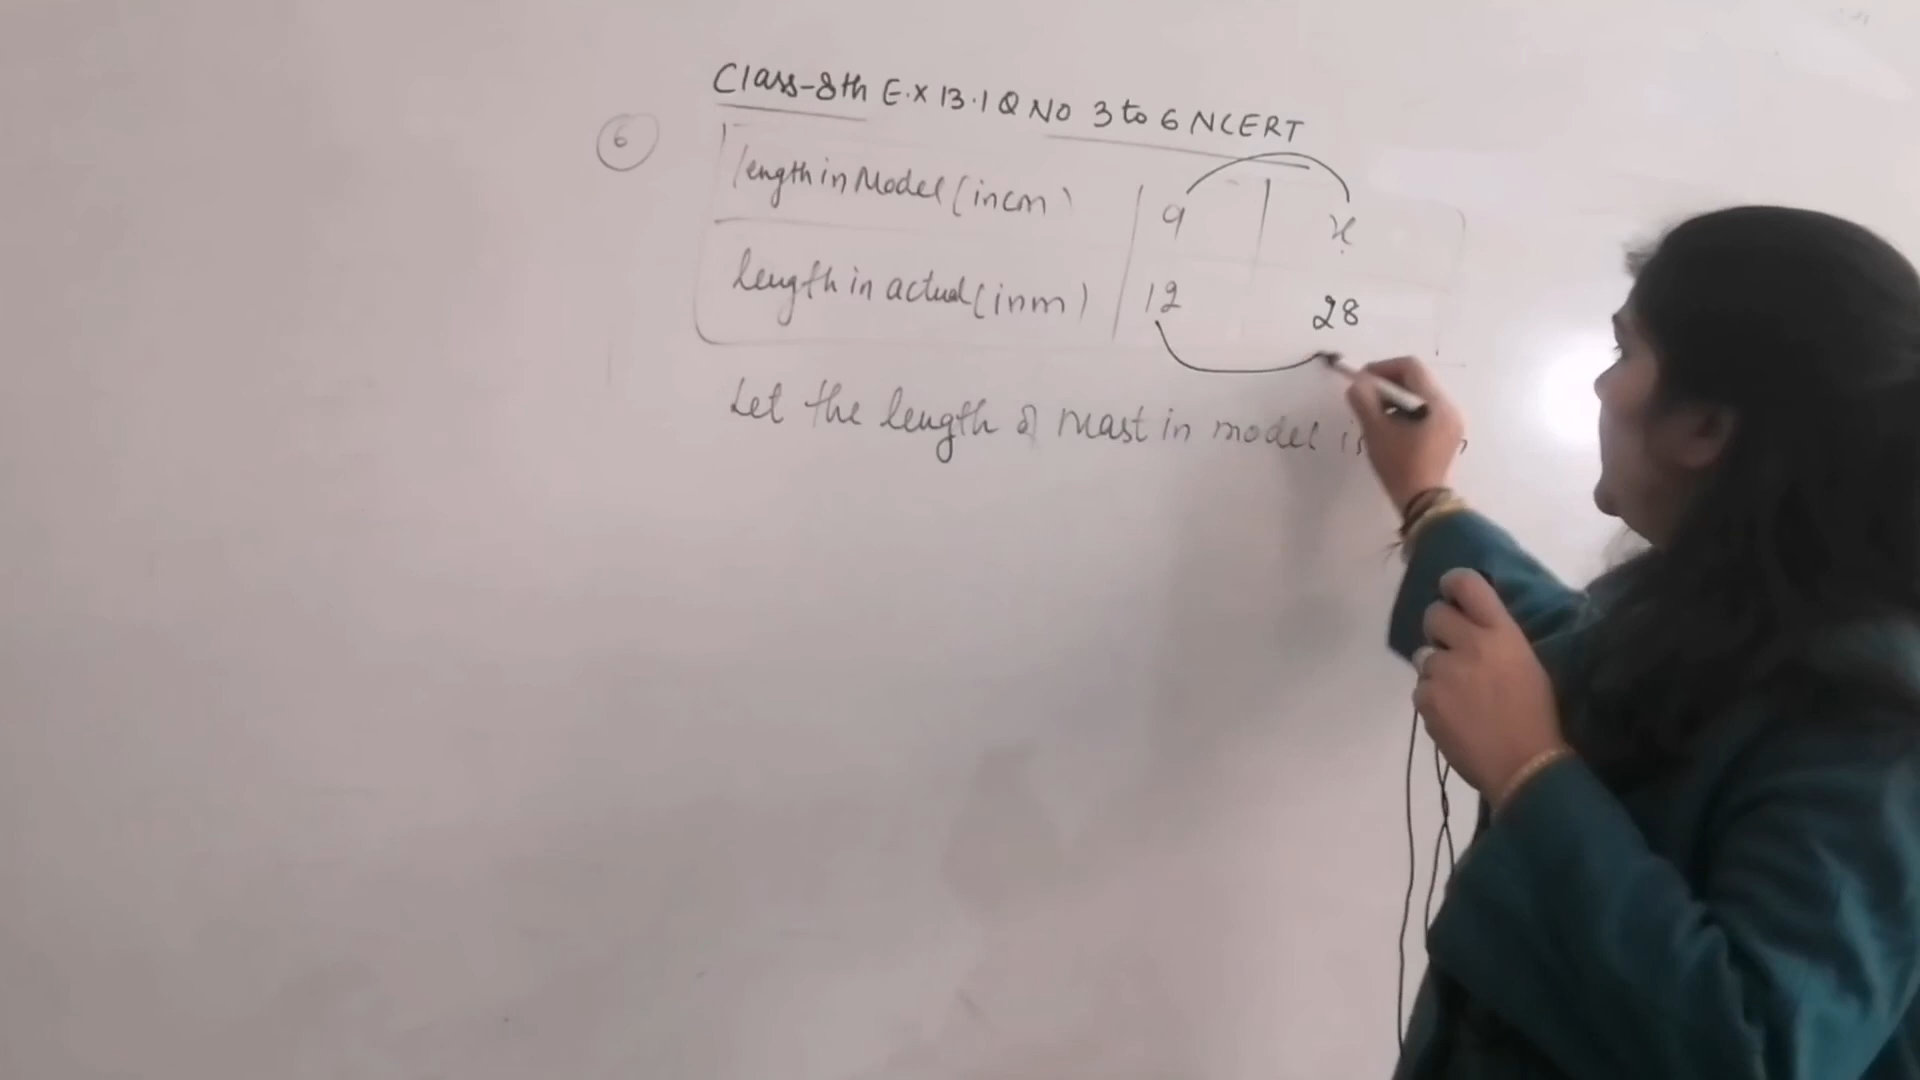 Class-8th E.X 13.1 Q NO 3 to 6 NCERT
6
length in Model (in cm) 9 x
length in actual (in m) 12 28
Let the length of Mast in model is